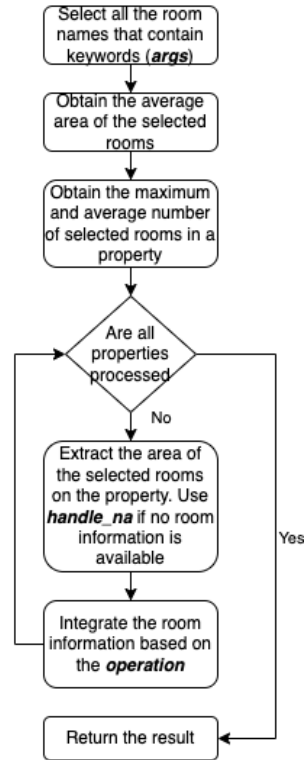 Select all the room
names that contain
keywords (args)
Obtain the average
area of the selected
rooms
Obtain the maximum
and average number
of selected rooms in a
property
Are all
properties
processed
No
Extract the area of
the selected rooms
on the property. Use
handle_na if no room
information is
available
Yes
Integrate the room
information based on
the operation
Return the result